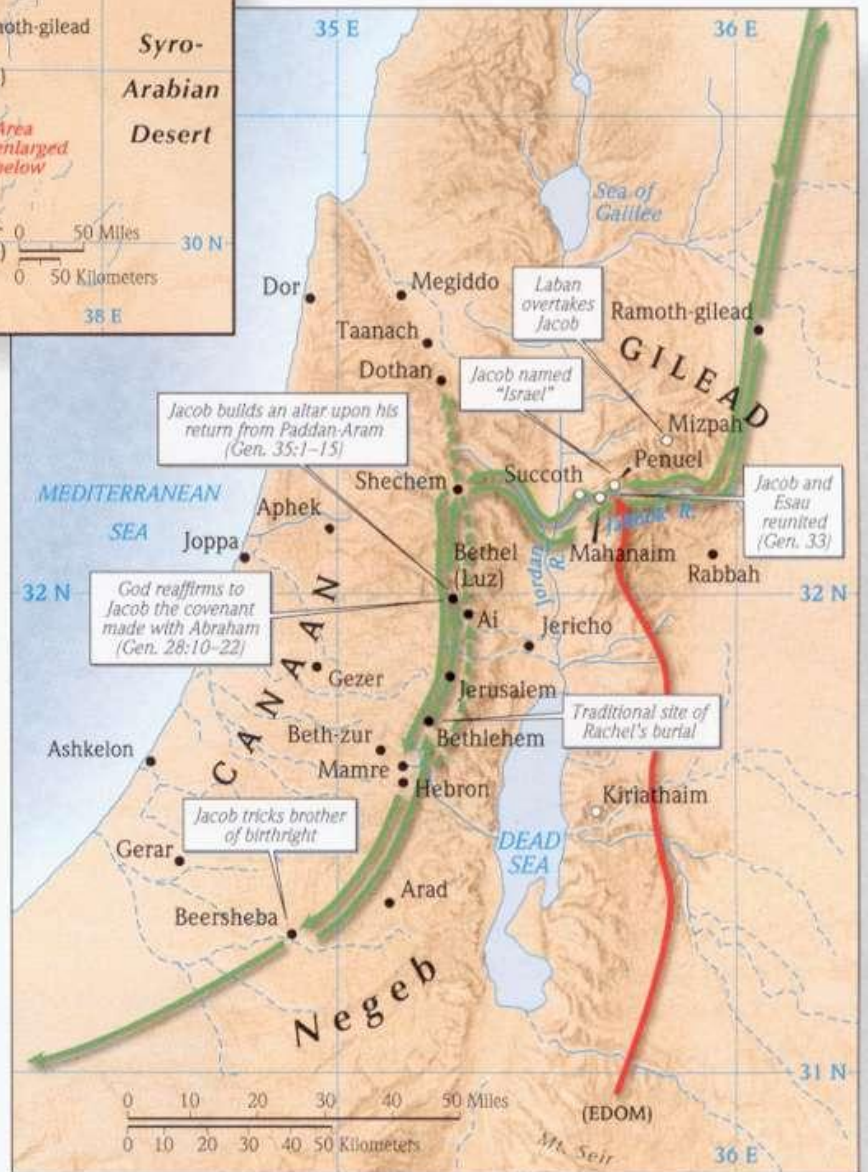 oth-gilead
Syro-
Arabian
Desert
)
Area
enlarged
below
)
0 50 Miles
0 50 Kilometers
30 N
38 E
35 E
36 E
Sea of
Galilee
Dor
Megiddo
Laban
overtakes
Jacob
Ramoth-gilead
Taanach
GILEAD
Dothan
Jacob named
"Israel"
Jacob builds an altar upon his
return from Paddan-Aram
(Gen. 35:1–15)
Mizpah
Penuel
Shechem
Succoth
MEDITERRANEAN
SEA
Aphek
Jacob and
Esau
reunited
(Gen. 33)
Jabbok R.
Joppa
Mahanaim
Bethel
(Luz)
Jordan
R.
Rabbah
32 N
32 N
God reaffirms to
Jacob the covenant
made with Abraham
(Gen. 28:10–22)
Ai
Jericho
CANAAN
Gezer
Jerusalem
Traditional site of
Rachel's burial
Beth-zur
Bethlehem
Ashkelon
Mamre
Hebron
Kiriathaim
Jacob tricks brother
of birthright
DEAD
SEA
Gerar
Arad
Beersheba
Negeb
31 N
0 10 20 30 40 50 Miles
0 10 20 30 40 50 Kilometers
(EDOM)
Mt. Seir
36 E